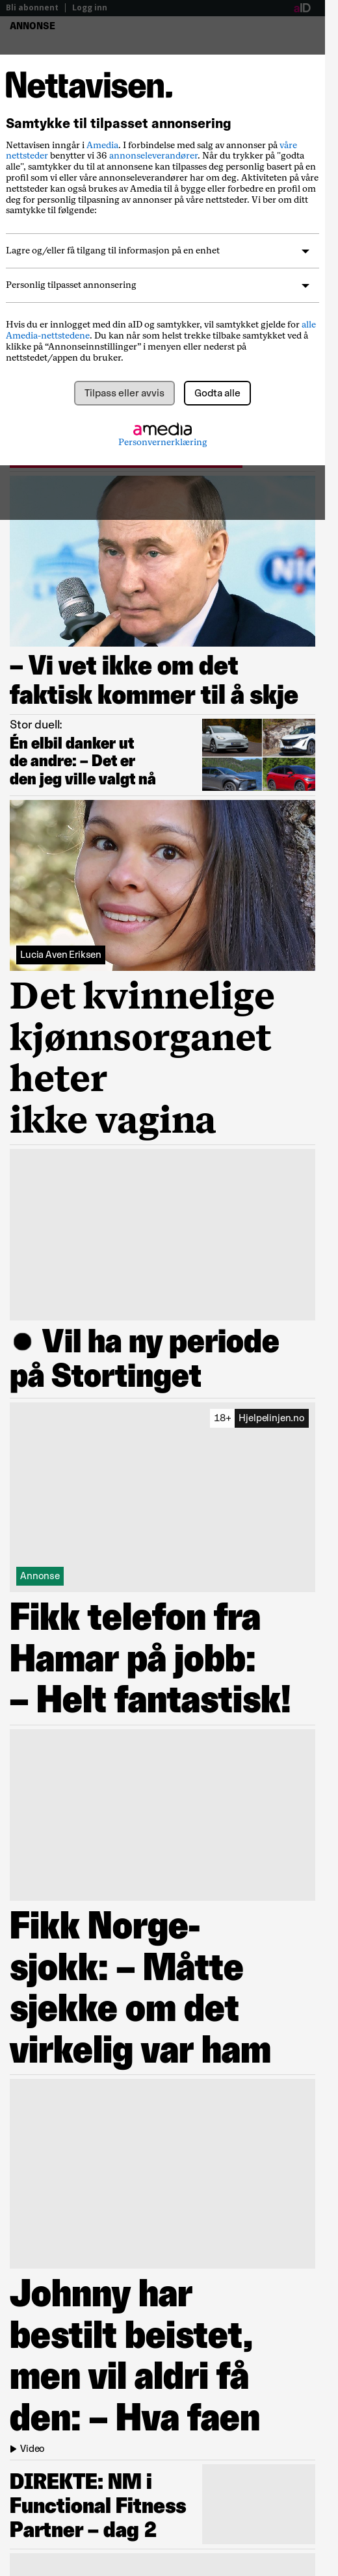 Bli abonnent | Logg inn
aID
ANNONSE
Nettavisen.
Samtykke til tilpasset annonsering
Nettavisen inngår i Amedia. I forbindelse med salg av annonser på våre
nettsteder benytter vi 36 annonseleverandører. Når du trykker på "godta
alle", samtykker du til at annonsene kan tilpasses deg personlig basert på en
profil som vi eller våre annonseleverandører har om deg. Aktiviteten på våre
nettsteder kan også brukes av Amedia til å bygge eller forbedre en profil om
deg for personlig tilpasning av annonser på våre nettsteder. Vi ber om ditt
samtykke til følgende:
Lagre og/eller få tilgang til informasjon på en enhet
Personlig tilpasset annonsering
Hvis du er innlogget med din aID og samtykker, vil samtykket gjelde for alle
Amedia-nettstedene. Du kan når som helst trekke tilbake samtykket ved å
klikke på “Annonseinnstillinger” i menyen eller nederst på
nettstedet/appen du bruker.
Tilpass eller avvis
Godta alle
amedia
Personvernerklæring
– Vi vet ikke om det
faktisk kommer til å skje
Stor duell:
Én elbil danker ut
de andre: – Det er
den jeg ville valgt nå
Lucia Aven Eriksen
Det kvinnelige
kjønnsorganet
heter
ikke vagina
● Vil ha ny periode
på Stortinget
18+ Hjelpelinjen.no
Annonse
Fikk telefon fra
Hamar på jobb:
– Helt fantastisk!
Fikk Norge-
sjokk: – Måtte
sjekke om det
virkelig var ham
Johnny har
bestilt beistet,
men vil aldri få
den: – Hva faen
Video
DIREKTE: NM i
Functional Fitness
Partner – dag 2